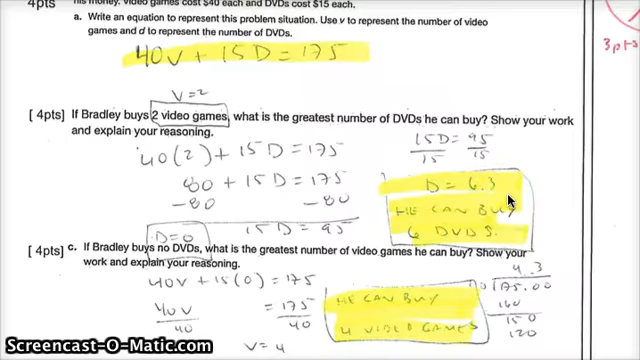 4pts his money. Video games cost $40 each and DVDs cost $15 each.
a. Write an equation to represent this problem situation. Use v to represent the number of video
games and d to represent the number of DVDs.
3pts
40V + 15D = 175
V=2
[ 4pts] If Bradley buys 2 video games, what is the greatest number of DVDs he can buy? Show your work
and explain your reasoning.
40(2) + 15D = 175
80 + 15D = 175
-80 -80
15D = 95
15D = 95
15 15
D = 6.3
HE CAN BUY
6 DVDS.
D=0
[ 4pts] c. If Bradley buys no DVDs, what is the greatest number of video games he can buy? Show your
work and explain your reasoning.
40V + 15(0) = 175
40V = 175
40 40
V = 4
HE CAN BUY
4 VIDEO GAMES
4.3
175.00
160
150
120
Screencast-O-Matic.com